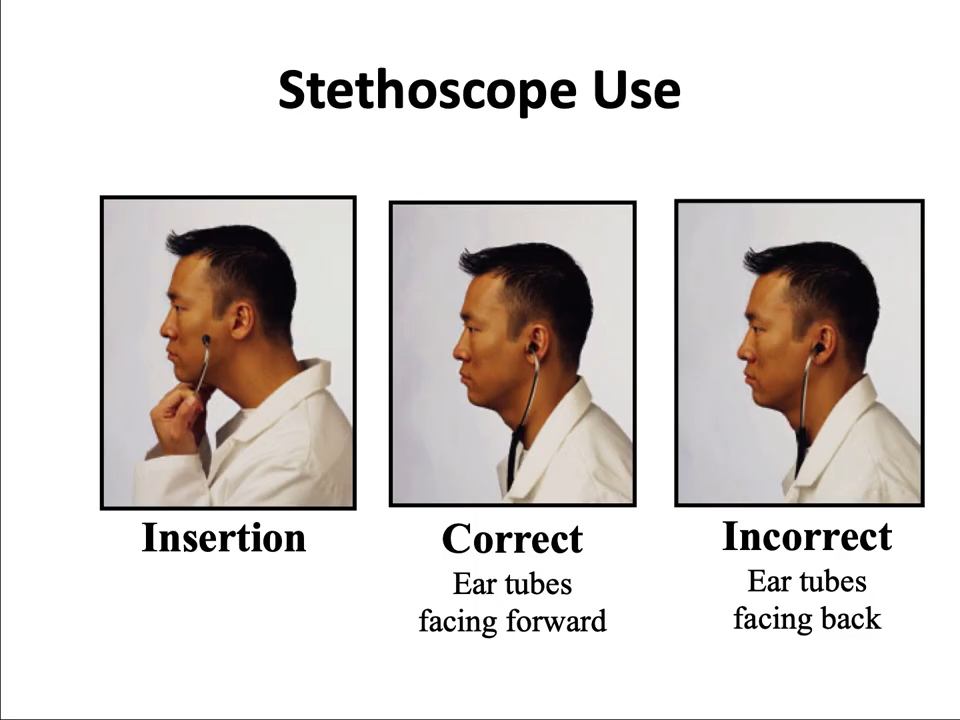 Stethoscope Use
Insertion
Correct
Ear tubes
facing forward
Incorrect
Ear tubes
facing back